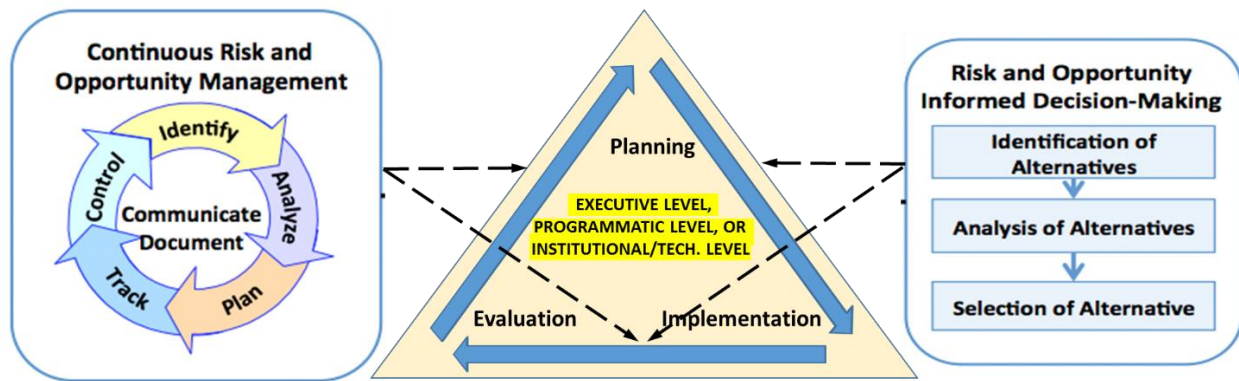 Continuous Risk and
Opportunity Management
Identify
Analyze
Plan
Track
Control
Communicate
Document
Planning
EXECUTIVE LEVEL,
PROGRAMMATIC LEVEL, OR
INSTITUTIONAL/TECH. LEVEL
Evaluation
Implementation
Risk and Opportunity
Informed Decision-Making
Identification of
Alternatives
Analysis of Alternatives
Selection of Alternative